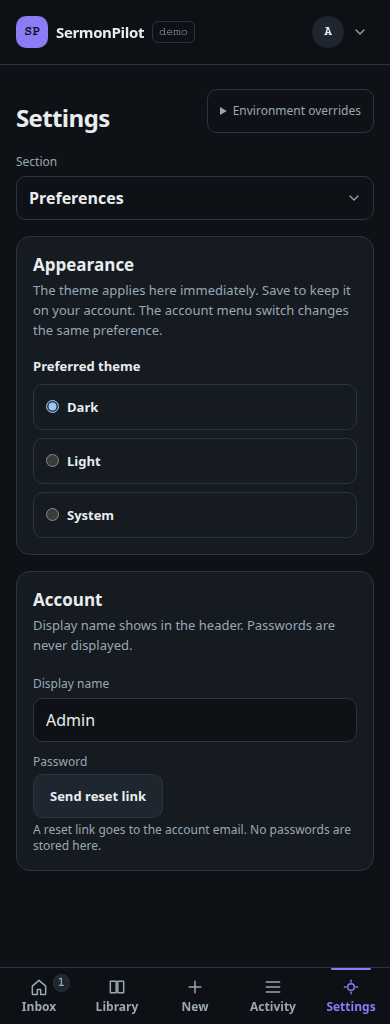 SP SermonPilot demo A
Settings
Environment overrides
Section
Preferences
Appearance
The theme applies here immediately. Save to keep it
on your account. The account menu switch changes
the same preference.
Preferred theme
Dark
Light
System
Account
Display name shows in the header. Passwords are
never displayed.
Display name
Admin
Password
Send reset link
A reset link goes to the account email. No passwords are
stored here.
1
Inbox Library New Activity Settings